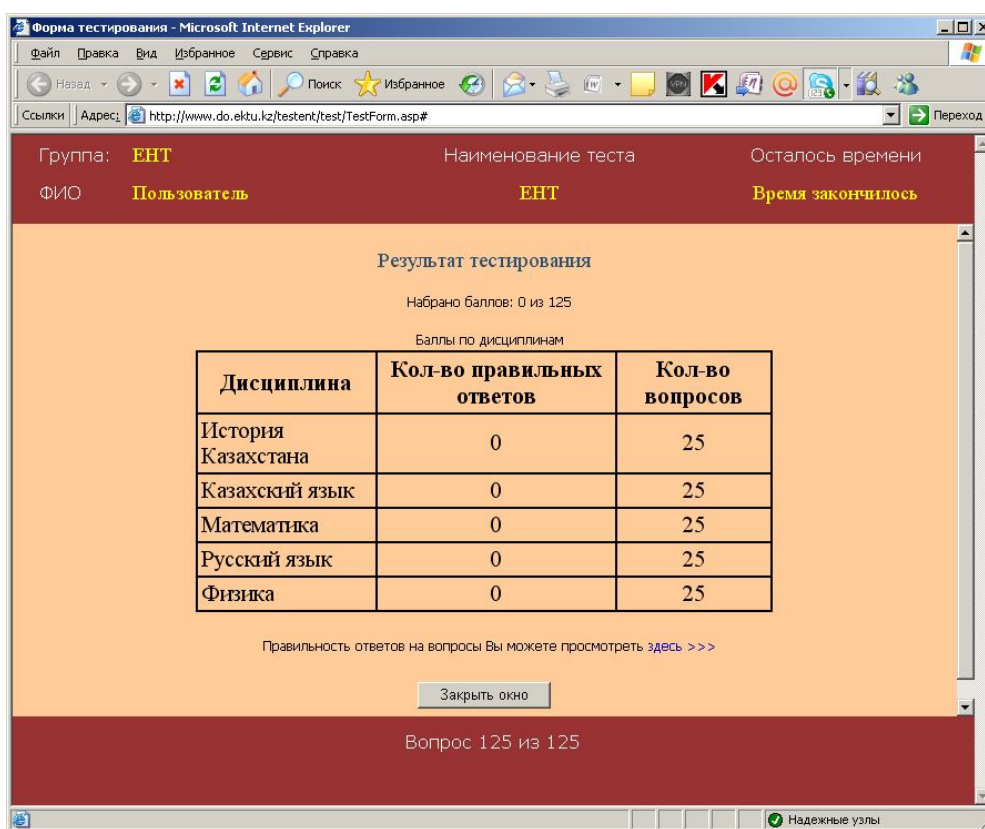 Форма тестирования - Microsoft Internet Explorer
Файл Правка Вид Избранное Сервис Справка
Назад Поиск Избранное
Ссылки Адрес: http://www.do.ektu.kz/testent/test/TestForm.asp# Переход
Группа: ЕНТ Наименование теста Осталось времени
ФИО Пользователь ЕНТ Время закончилось
Результат тестирования
Набрано баллов: 0 из 125
Баллы по дисциплинам
Дисциплина Кол-во правильных ответов Кол-во вопросов
История Казахстана 0 25
Казахский язык 0 25
Математика 0 25
Русский язык 0 25
Физика 0 25
Правильность ответов на вопросы Вы можете просмотреть здесь >>>
Закрыть окно
Вопрос 125 из 125
Надежные узлы